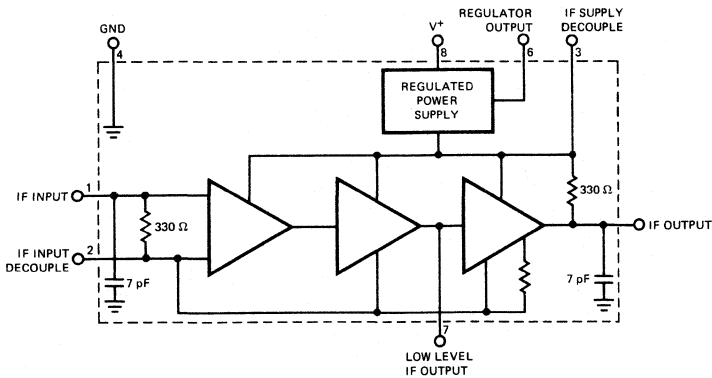 GND
4
V+
8
REGULATOR
OUTPUT
6
IF SUPPLY
DECOUPLE
3
REGULATED
POWER
SUPPLY
IF INPUT
1
330 Ω
330 Ω
IF OUTPUT
IF INPUT
DECOUPLE
2
7 pF
7 pF
7
LOW LEVEL
IF OUTPUT